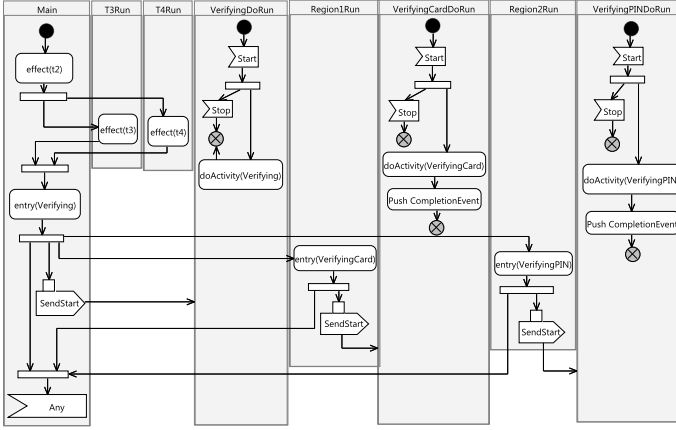 Main
T3Run
T4Run
VerifyingDoRun
Region1Run
VerifyingCardDoRun
Region2Run
VerifyingPINDoRun
effect(t2)
effect(t3)
effect(t4)
entry(Verifying)
SendStart
Any
Start
Stop
doActivity(Verifying)
entry(VerifyingCard)
SendStart
Start
Stop
doActivity(VerifyingCard)
Push CompletionEvent
entry(VerifyingPIN)
SendStart
Start
Stop
doActivity(VerifyingPIN
Push CompletionEvent